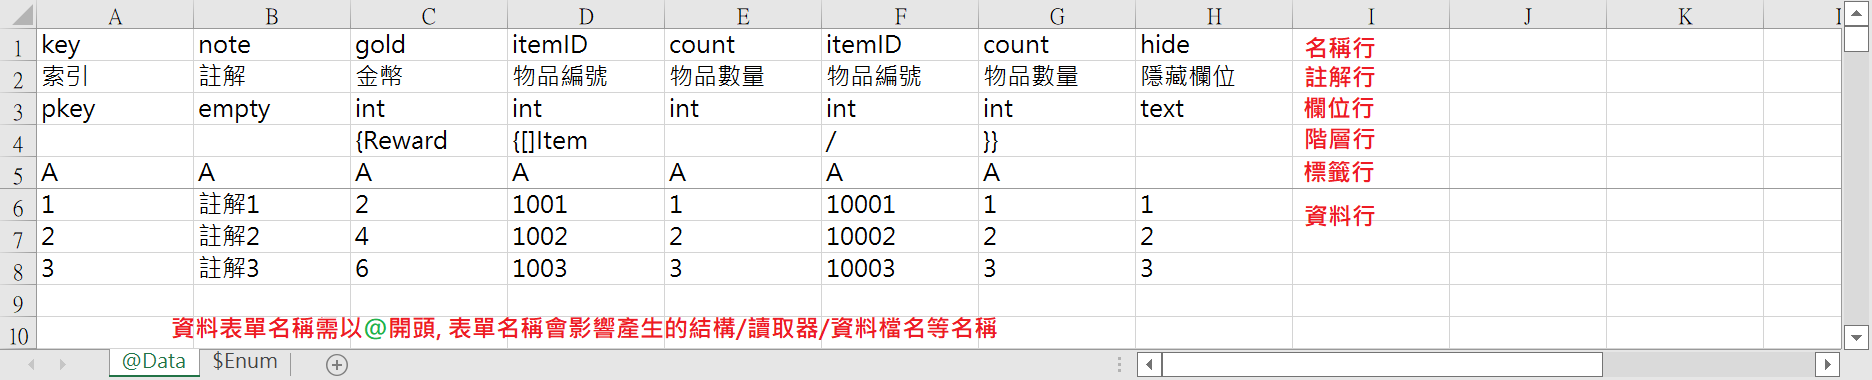 A B C D E F G H I J K
1 key note gold itemID count itemID count hide 名稱行
2 索引 註解 金幣 物品編號 物品數量 物品編號 物品數量 隱藏欄位 註解行
3 pkey empty int int int int int text 欄位行
4 {Reward {[]Item / }} 階層行
5 A A A A A A A 標籤行
6 1 註解1 2 1001 1 10001 1 1 資料行
7 2 註解2 4 1002 2 10002 2 2
8 3 註解3 6 1003 3 10003 3 3
9
10 資料表單名稱需以@開頭, 表單名稱會影響產生的結構/讀取器/資料檔名等名稱
@Data $Enum